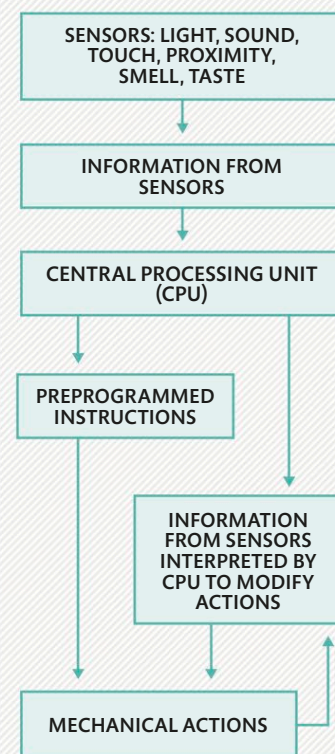 SENSORS: LIGHT, SOUND,
TOUCH, PROXIMITY,
SMELL, TASTE
INFORMATION FROM
SENSORS
CENTRAL PROCESSING UNIT
(CPU)
PREPROGRAMMED
INSTRUCTIONS
INFORMATION
FROM SENSORS
INTERPRETED BY
CPU TO MODIFY
ACTIONS
MECHANICAL ACTIONS